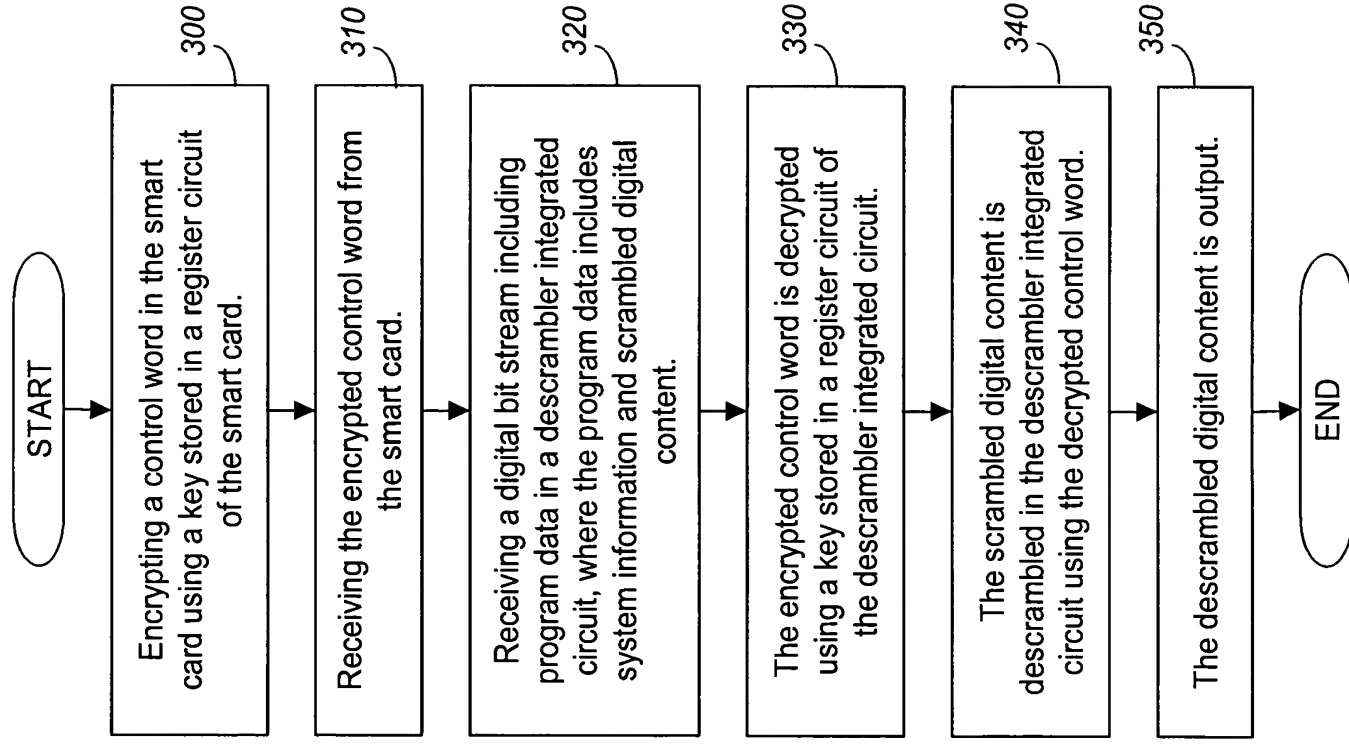 START
Encrypting a control word in the smart
card using a key stored in a register circuit
of the smart card.
300
Receiving the encrypted control word from
the smart card.
310
Receiving a digital bit stream including
program data in a descrambler integrated
circuit, where the program data includes
system information and scrambled digital
content.
320
The encrypted control word is decrypted
using a key stored in a register circuit of
the descrambler integrated circuit.
330
The scrambled digital content is
descrambled in the descrambler integrated
circuit using the decrypted control word.
340
The descrambled digital content is output.
350
END